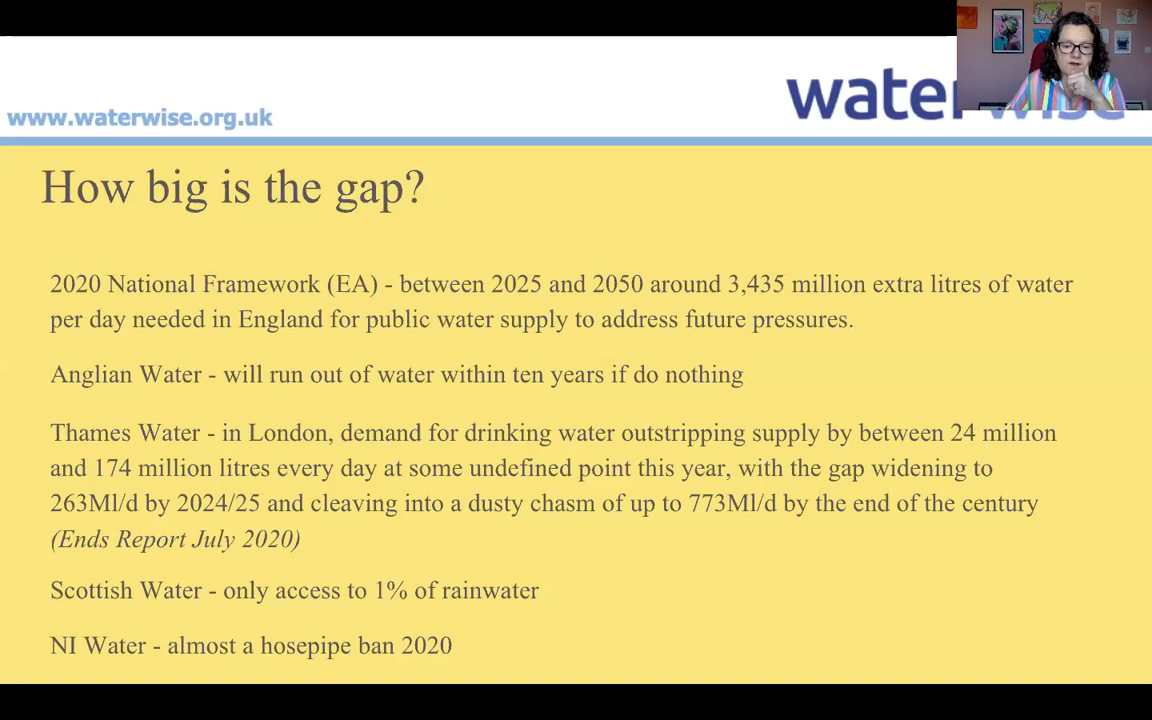 www.waterwise.org.uk
waterwise
How big is the gap?
2020 National Framework (EA) - between 2025 and 2050 around 3,435 million extra litres of water
per day needed in England for public water supply to address future pressures.
Anglian Water - will run out of water within ten years if do nothing
Thames Water - in London, demand for drinking water outstripping supply by between 24 million
and 174 million litres every day at some undefined point this year, with the gap widening to
263Ml/d by 2024/25 and cleaving into a dusty chasm of up to 773Ml/d by the end of the century
(Ends Report July 2020)
Scottish Water - only access to 1% of rainwater
NI Water - almost a hosepipe ban 2020